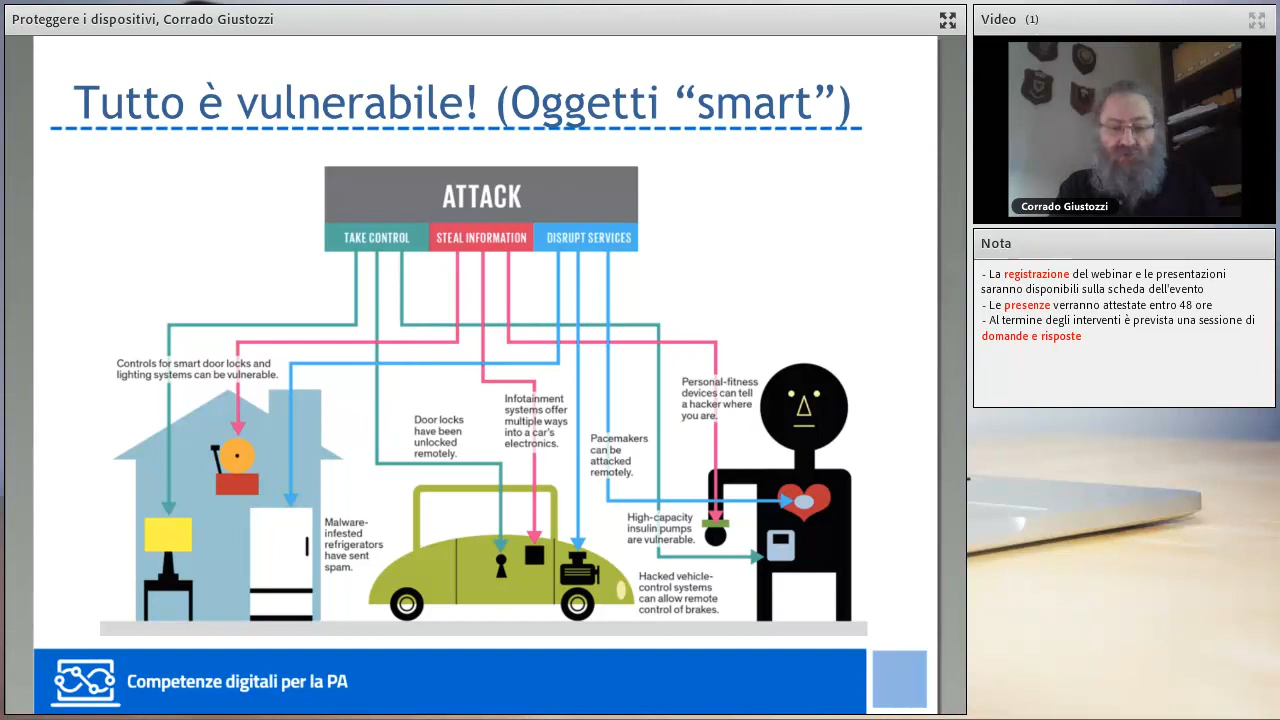 Proteggere i dispositivi, Corrado Giustozzi
Tutto è vulnerabile! (Oggetti “smart”)
ATTACK
TAKE CONTROL
STEAL INFORMATION
DISRUPT SERVICES
Controls for smart door locks and
lighting systems can be vulnerable.
Malware-
infested
refrigerators
have sent
spam.
Door locks
have been
unlocked
remotely.
Infotainment
systems offer
multiple ways
into a car’s
electronics.
Pacemakers
can be
attacked
remotely.
Personal-fitness
devices can tell
a hacker where
you are.
High-capacity
insulin pumps
are vulnerable.
Hacked vehicle-
control systems
can allow remote
control of brakes.
Competenze digitali per la PA
Video (1)
Corrado Giustozzi
Nota
- La registrazione del webinar e le presentazioni
saranno disponibili sulla scheda dell'evento
- Le presenze verranno attestate entro 48 ore
- Al termine degli interventi è prevista una sessione di
domande e risposte